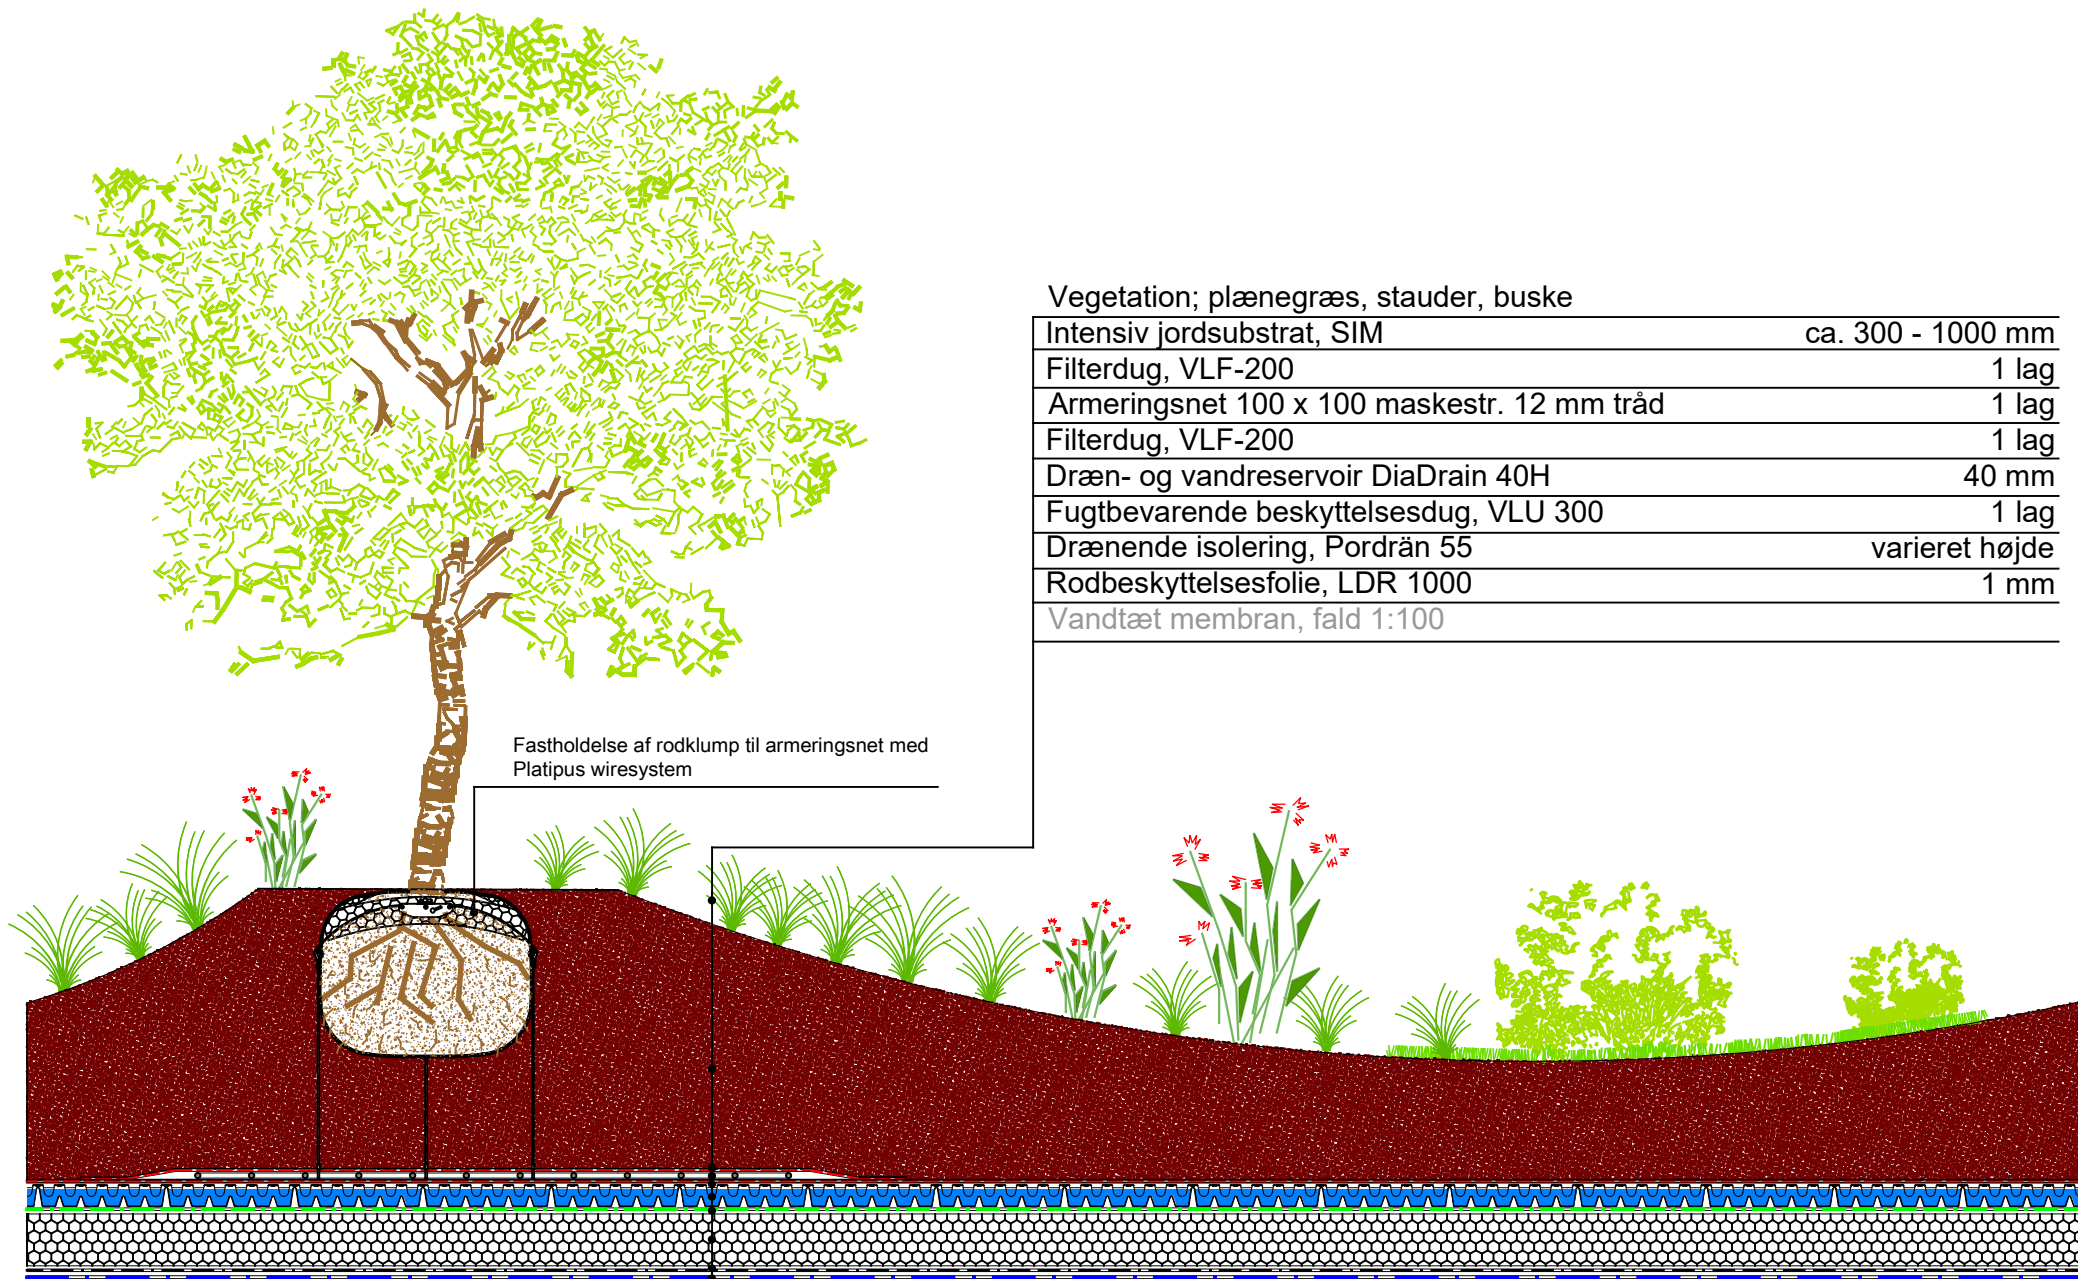 Vegetation; plænegræs, stauder, buske
Intensiv jordsubstrat, SIM ca. 300 - 1000 mm
Filterdug, VLF-200 1 lag
Armeringsnet 100 x 100 maskestr. 12 mm tråd 1 lag
Filterdug, VLF-200 1 lag
Dræn- og vandreservoir DiaDrain 40H 40 mm
Fugtbevarende beskyttelsesdug, VLU 300 1 lag
Drænende isolering, Pordrän 55 varieret højde
Rodbeskyttelsesfolie, LDR 1000 1 mm
Vandtæt membran, fald 1:100
Fastholdelse af rodklump til armeringsnet med
Platipus wiresystem